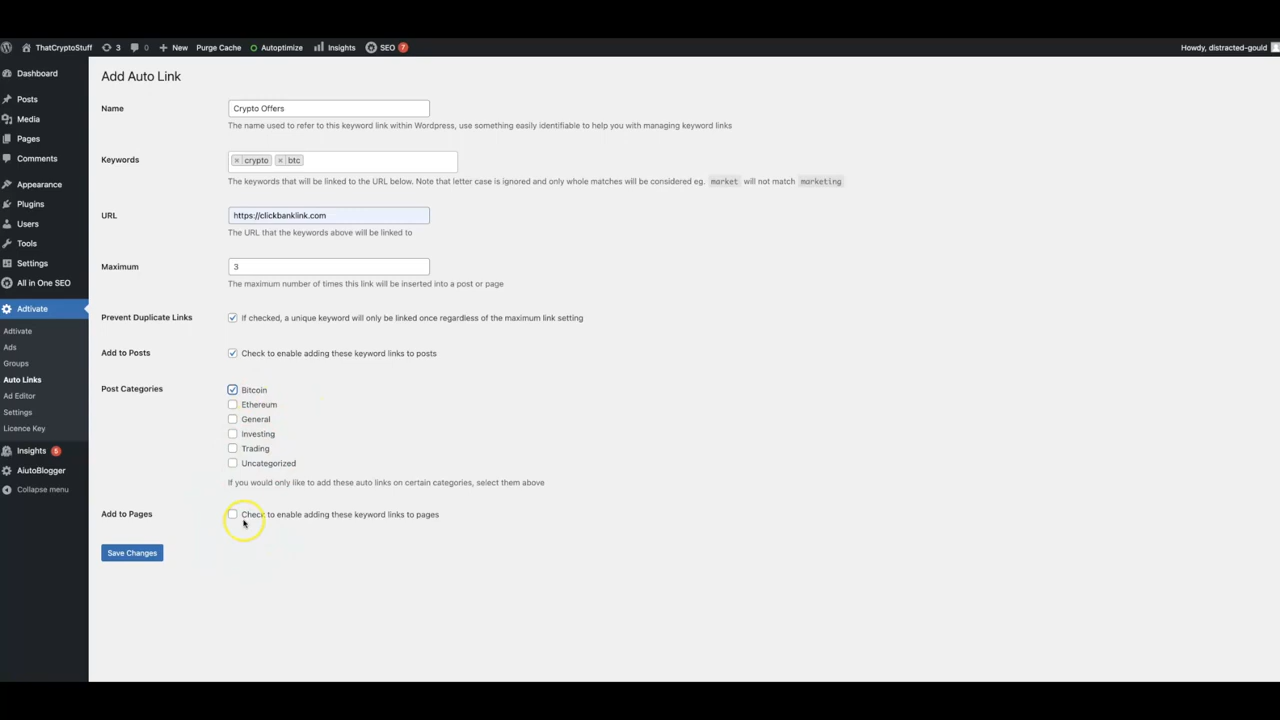 ThatCryptoStuff 3 0 New Purge Cache Autoptimize Insights SEO 7 Howdy, distracted-gould
Dashboard
Posts
Media
Pages
Comments
Appearance
Plugins
Users
Tools
Settings
All in One SEO
Adtivate
Adtivate
Ads
Groups
Auto Links
Ad Editor
Settings
Licence Key
Insights 5
AiutoBlogger
Collapse menu
Add Auto Link
Name Crypto Offers
The name used to refer to this keyword link within Wordpress, use something easily identifiable to help you with managing keyword links
Keywords × crypto × btc
The keywords that will be linked to the URL below. Note that letter case is ignored and only whole matches will be considered eg. market will not match marketing
URL https://clickbanklink.com
The URL that the keywords above will be linked to
Maximum 3
The maximum number of times this link will be inserted into a post or page
Prevent Duplicate Links If checked, a unique keyword will only be linked once regardless of the maximum link setting
Add to Posts Check to enable adding these keyword links to posts
Post Categories Bitcoin
Ethereum
General
Investing
Trading
Uncategorized
If you would only like to add these auto links on certain categories, select them above
Add to Pages Check to enable adding these keyword links to pages
Save Changes